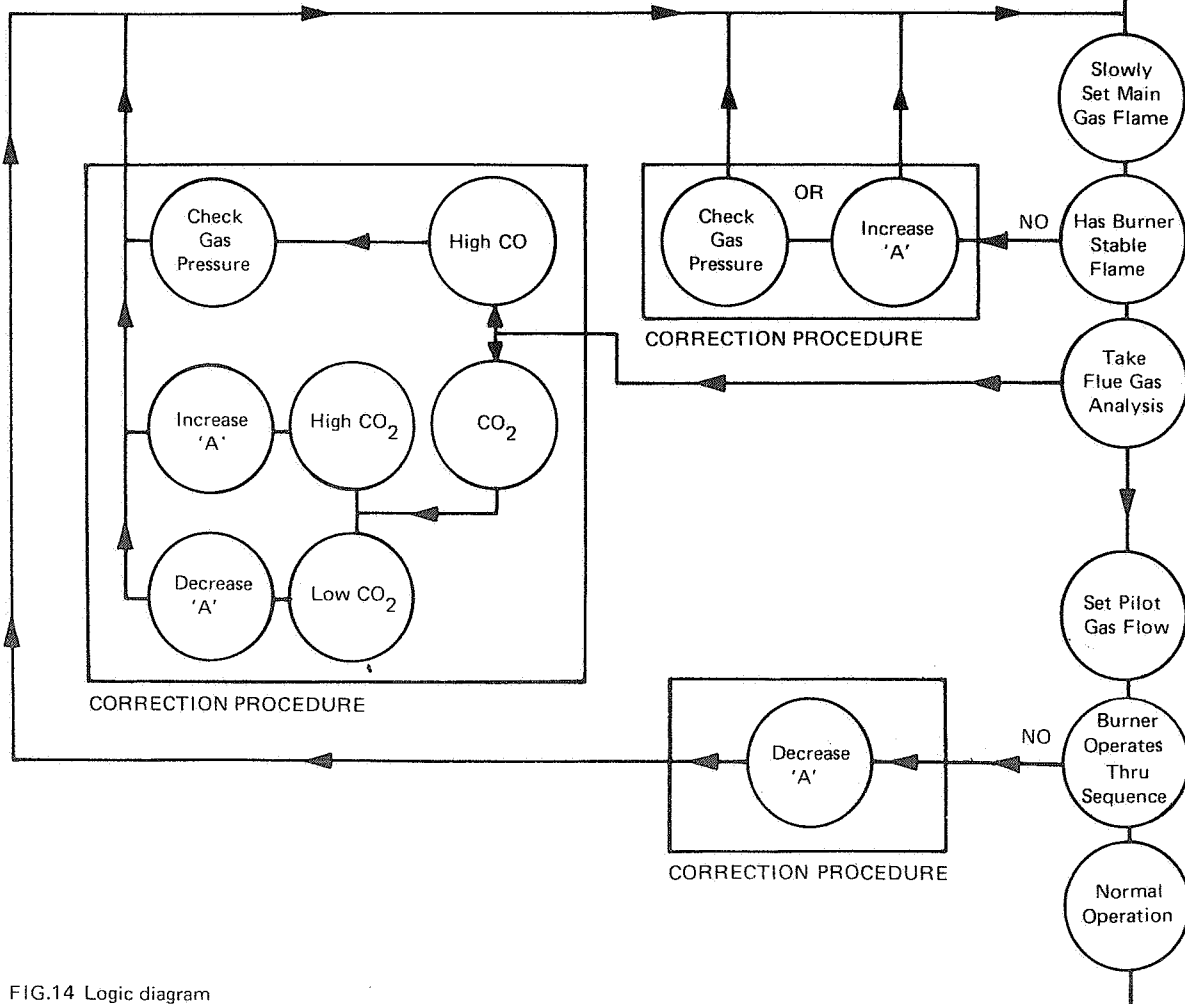 Slowly
Set Main
Gas Flame
Check
Gas
Pressure
High CO
Check
Gas
Pressure
OR
Increase
'A'
NO
Has Burner
Stable
Flame
CORRECTION PROCEDURE
Take
Flue Gas
Analysis
Increase
'A'
High CO2
CO2
Decrease
'A'
Low CO2
Set Pilot
Gas Flow
CORRECTION PROCEDURE
Decrease
'A'
NO
Burner
Operates
Thru
Sequence
CORRECTION PROCEDURE
Normal
Operation
FIG.14 Logic diagram